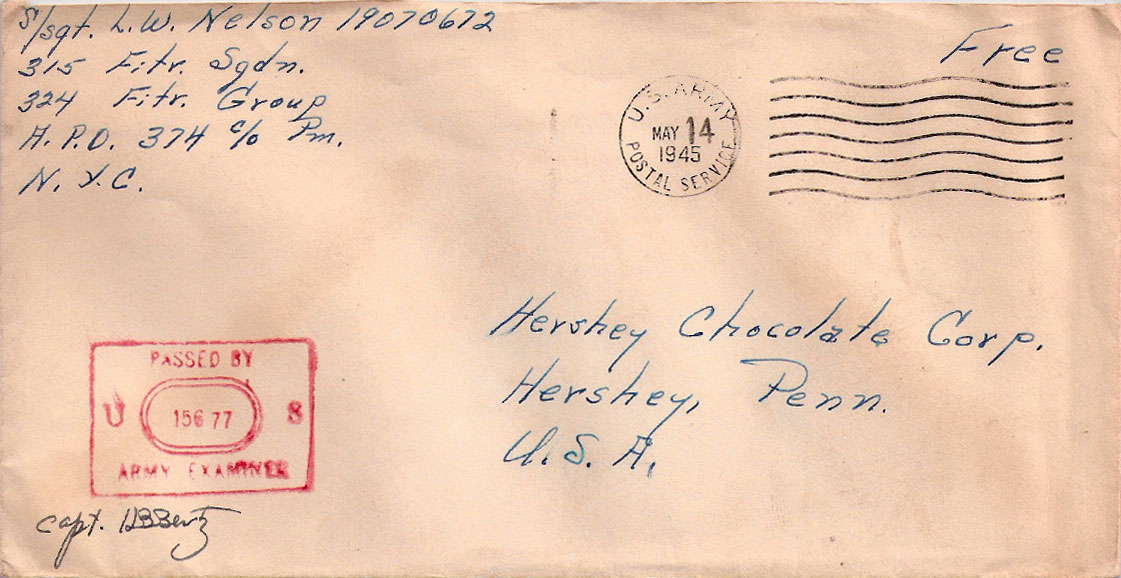 S/sgt. L.W. Nelson 19070672
315 Fitr. Sqdn.
324 Fitr. Group
A.P.O. 374 c/o Pm.
N.Y.C.
Free
U.S. ARMY
MAY 14
1945
POSTAL SERVICE
Hershey Chocolate Corp.
Hershey, Penn.
U.S.A.
PASSED BY
U 15677 S
ARMY EXAMINER
Capt.